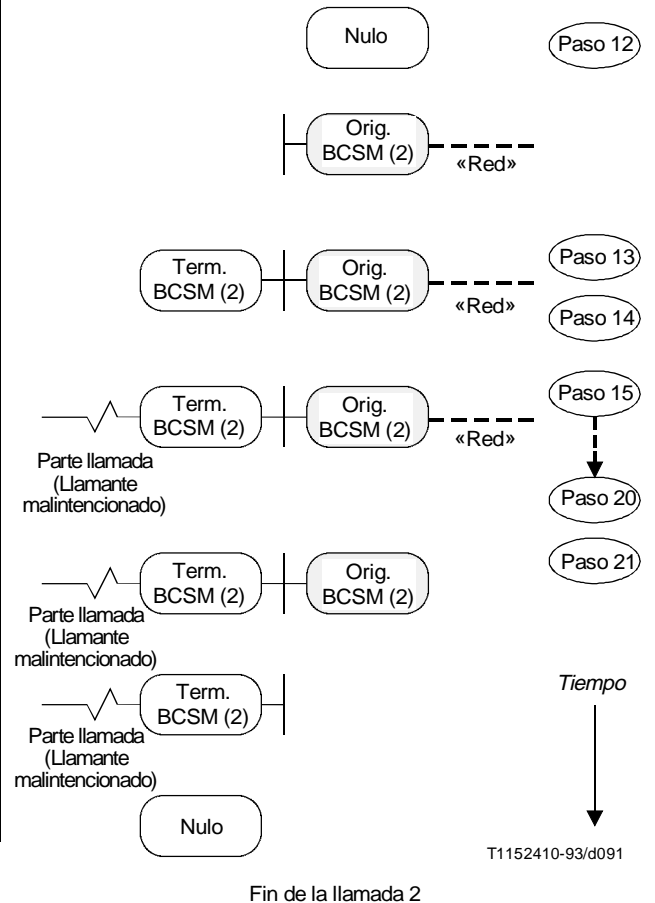 Nulo
Paso 12
Orig.
BCSM (2)
«Red»
Term.
BCSM (2)
Orig.
BCSM (2)
«Red»
Paso 13
Paso 14
Term.
BCSM (2)
Orig.
BCSM (2)
«Red»
Paso 15
Parte llamada
(Llamante
malintencionado)
Paso 20
Paso 21
Term.
BCSM (2)
Orig.
BCSM (2)
Parte llamada
(Llamante
malintencionado)
Term.
BCSM (2)
Tiempo
Parte llamada
(Llamante
malintencionado)
Nulo
T1152410-93/d091
Fin de la llamada 2